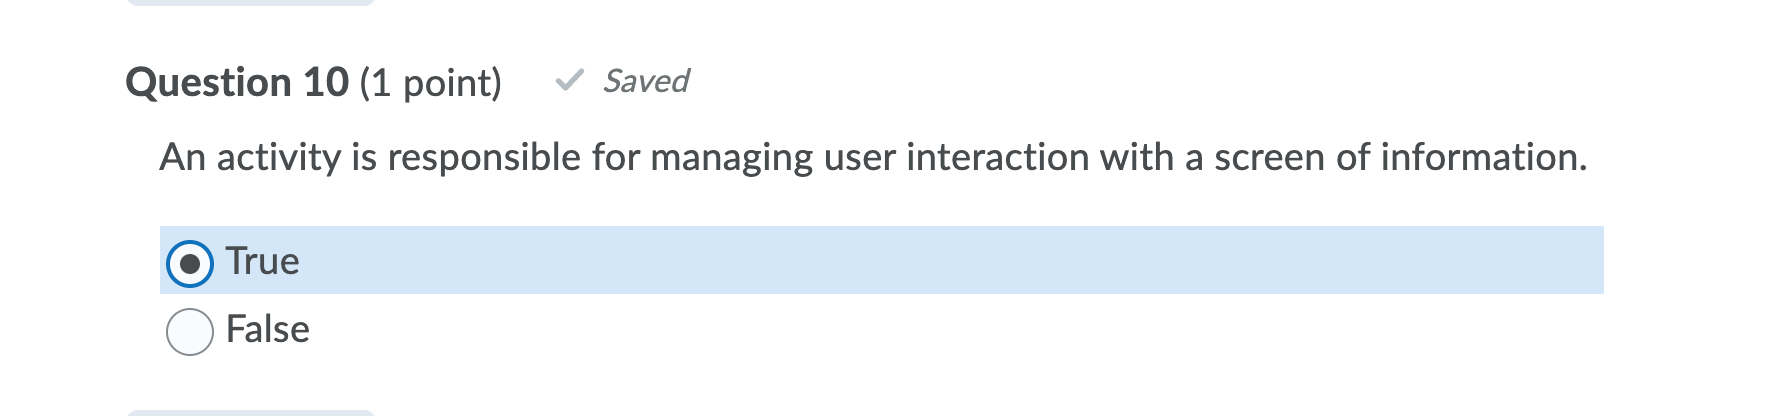 Question 10 (1 point) Saved
An activity is responsible for managing user interaction with a screen of information.
True
False